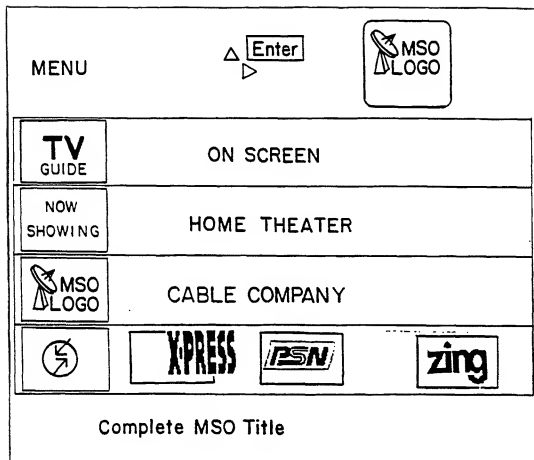 MENU
Enter
MSO
LOGO
TV
GUIDE
ON SCREEN
NOW
SHOWING
HOME THEATER
MSO
LOGO
CABLE COMPANY
X·PRESS
PSN
zing
Complete MSO Title